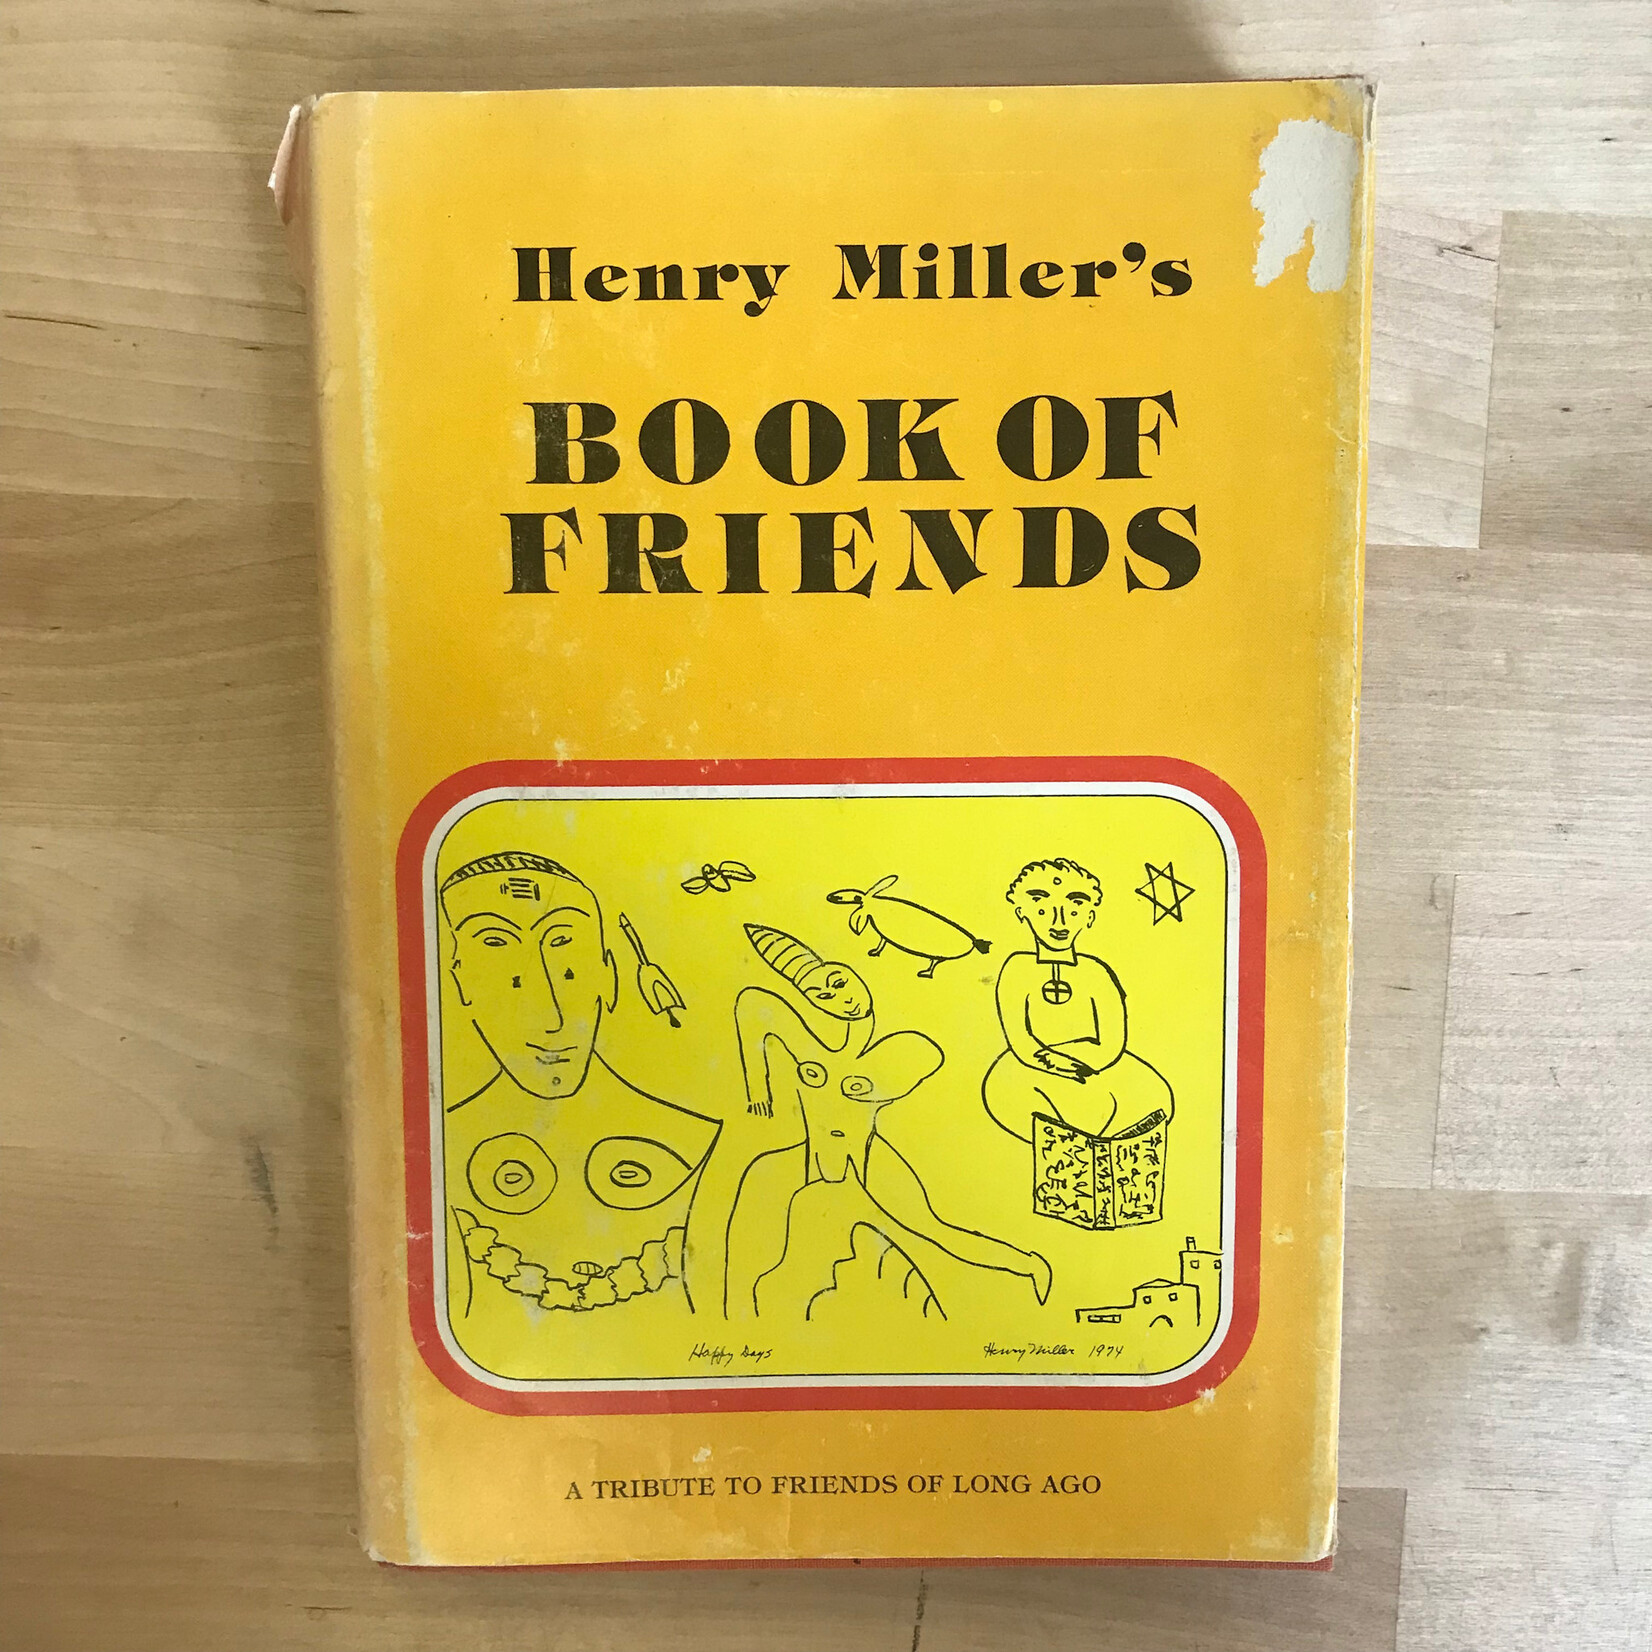 Henry Miller's
BOOK OF
FRIENDS
Happy Days
Henry Miller 1974
A TRIBUTE TO FRIENDS OF LONG AGO